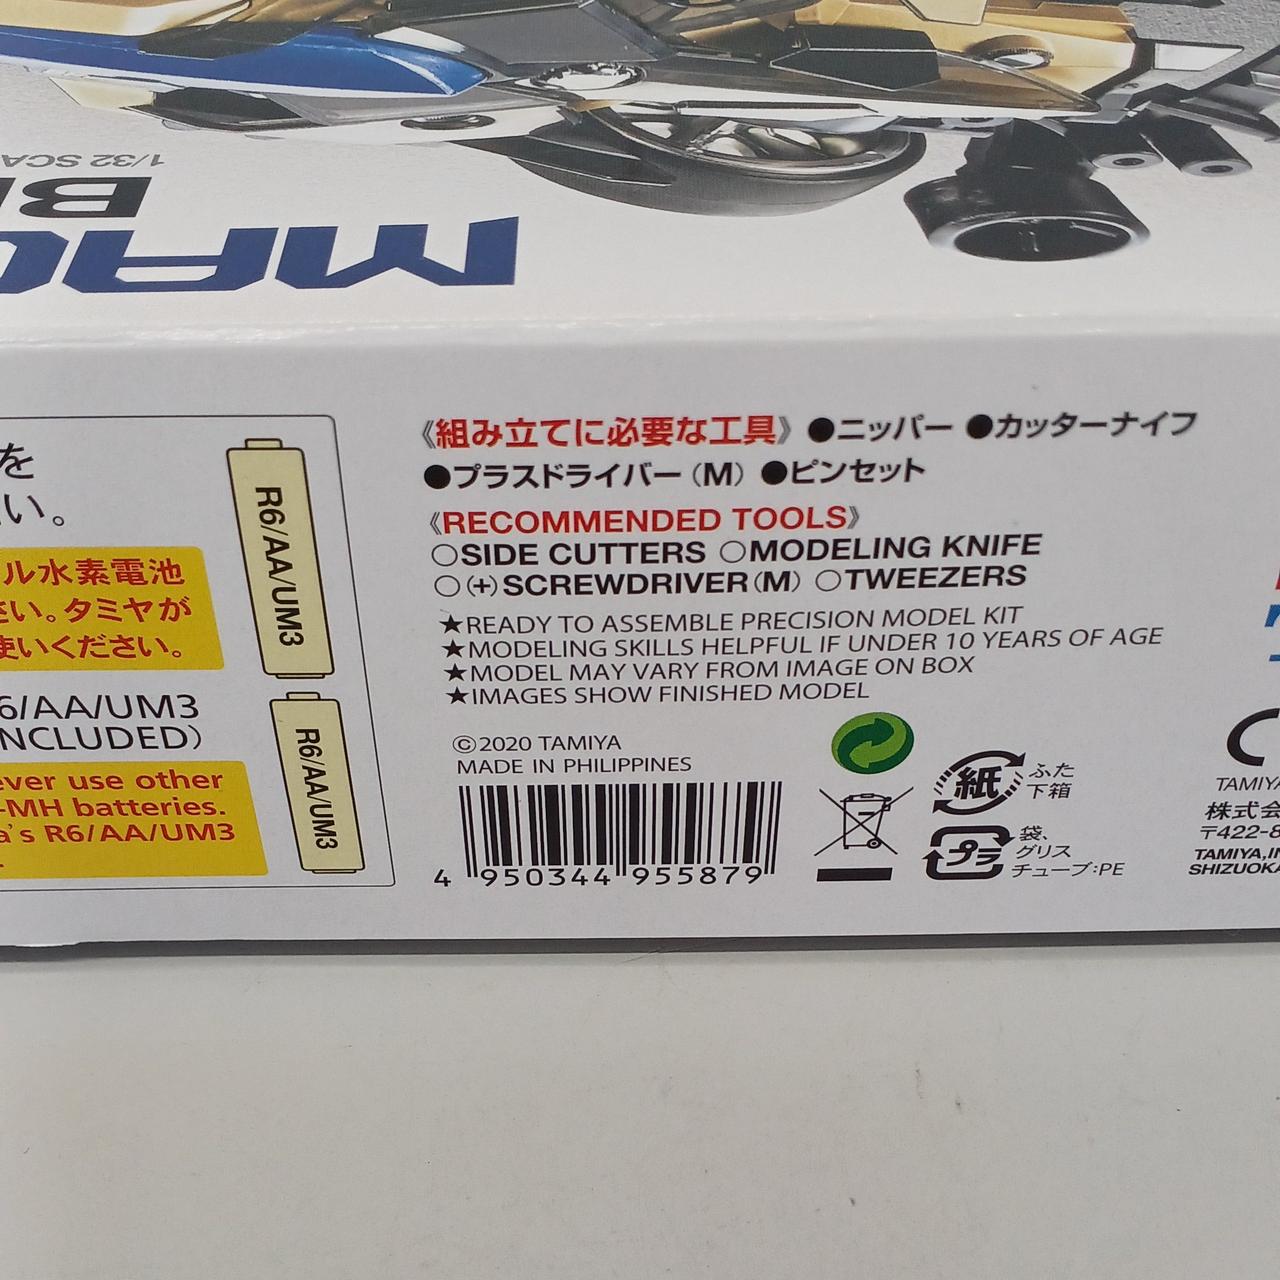 1/32 SCA
《組み立てに必要な工具》 ●ニッパー ●カッターナイフ
●プラスドライバー（M） ●ピンセット
《RECOMMENDED TOOLS》
○SIDE CUTTERS ○MODELING KNIFE
○(+)SCREWDRIVER(M) ○TWEEZERS
★READY TO ASSEMBLE PRECISION MODEL KIT
★MODELING SKILLS HELPFUL IF UNDER 10 YEARS OF AGE
★MODEL MAY VARY FROM IMAGE ON BOX
★IMAGES SHOW FINISHED MODEL
©2020 TAMIYA
MADE IN PHILIPPINES
4 950344 955879
紙 ふた
下箱
プラ 袋、
グリス
チューブ:PE
を
い。
ル水素電池
さい。タミヤが
使いください。
R6/AA/UM3
R6/AA/UM3
6/AA/UM3
NCLUDED)
ever use other
-MH batteries.
a's R6/AA/UM3
TAMIYA
株式会
〒422-8
TAMIYA,IN
SHIZUOKA